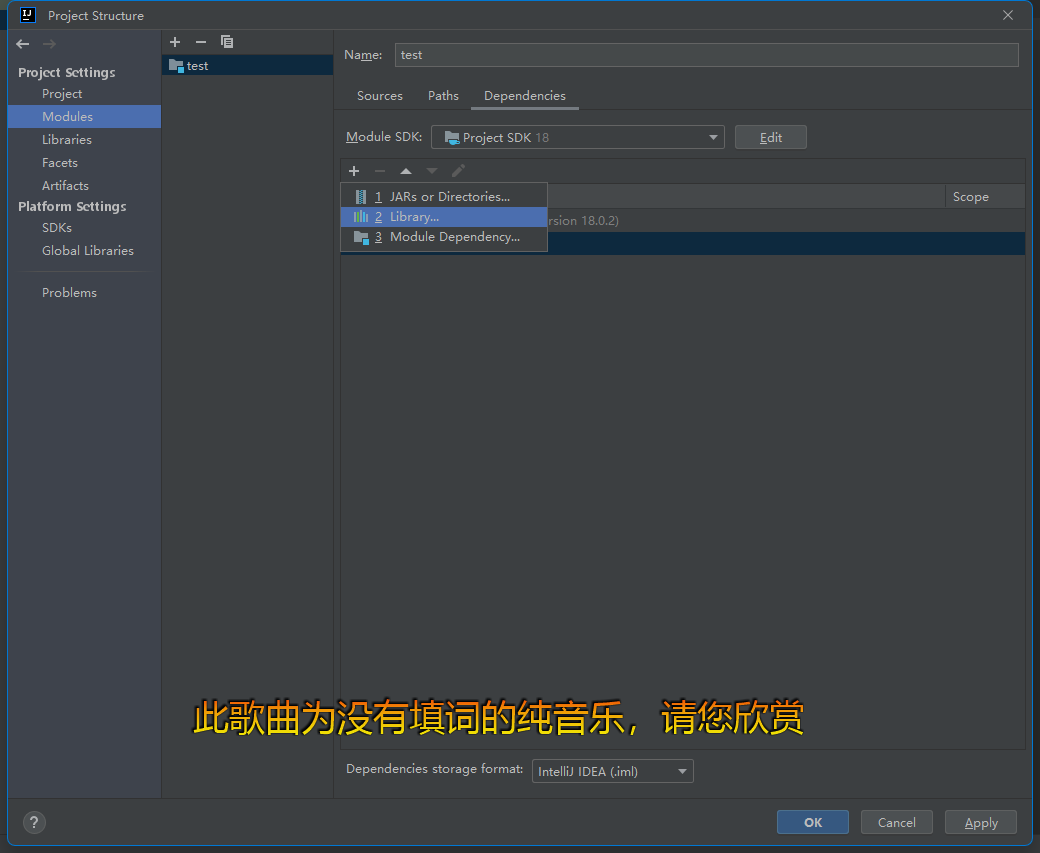 Project Structure
Project Settings
Project
Modules
Libraries
Facets
Artifacts
Platform Settings
SDKs
Global Libraries
Problems
test
Name: test
Sources Paths Dependencies
Module SDK: Project SDK 18 Edit
Scope
1 JARs or Directories...
2 Library...
3 Module Dependency...
rsion 18.0.2)
此歌曲为没有填词的纯音乐，请您欣赏
Dependencies storage format: IntelliJ IDEA (.iml)
? OK Cancel Apply